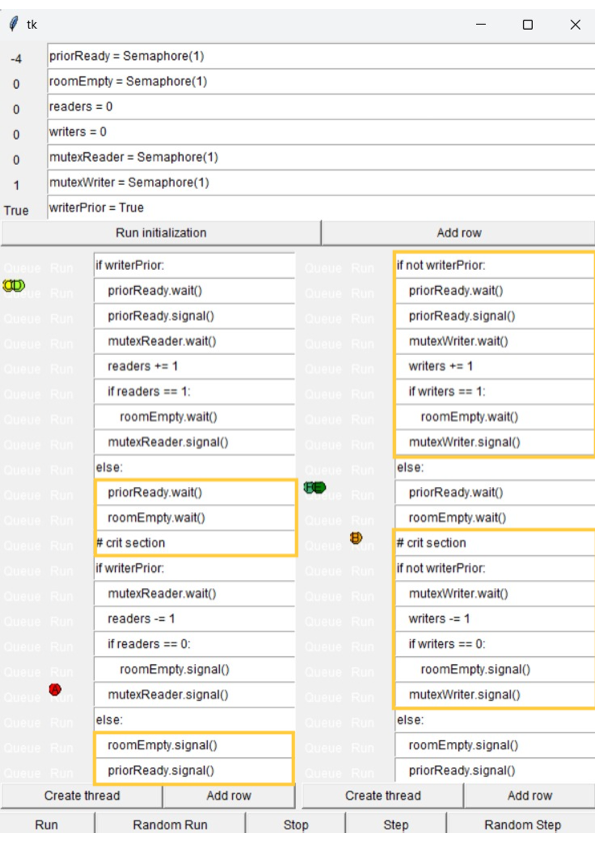 tk
-4 priorReady = Semaphore(1)
0 roomEmpty = Semaphore(1)
0 readers = 0
0 writers = 0
0 mutexReader = Semaphore(1)
1 mutexWriter = Semaphore(1)
True writerPrior = True
Run initialization Add row
Queue Run if writerPrior:
Queue Run priorReady.wait()
Queue Run priorReady.signal()
Queue Run mutexReader.wait()
Queue Run readers += 1
Queue Run if readers == 1:
Queue Run roomEmpty.wait()
Queue Run mutexReader.signal()
Queue Run else:
Queue Run priorReady.wait()
Queue Run roomEmpty.wait()
Queue Run # crit section
Queue Run if writerPrior:
Queue Run mutexReader.wait()
Queue Run readers -= 1
Queue Run if readers == 0:
Queue Run roomEmpty.signal()
Queue Run mutexReader.signal()
Queue Run else:
Queue Run roomEmpty.signal()
Queue Run priorReady.signal()
Create thread Add row
Queue Run if not writerPrior:
Queue Run priorReady.wait()
Queue Run priorReady.signal()
Queue Run mutexWriter.wait()
Queue Run writers += 1
Queue Run if writers == 1:
Queue Run roomEmpty.wait()
Queue Run mutexWriter.signal()
Queue Run else:
Queue Run priorReady.wait()
Queue Run roomEmpty.wait()
Queue Run # crit section
Queue Run if not writerPrior:
Queue Run mutexWriter.wait()
Queue Run writers -= 1
Queue Run if writers == 0:
Queue Run roomEmpty.signal()
Queue Run mutexWriter.signal()
Queue Run else:
Queue Run roomEmpty.signal()
Queue Run priorReady.signal()
Create thread Add row
Run Random Run Stop Step Random Step